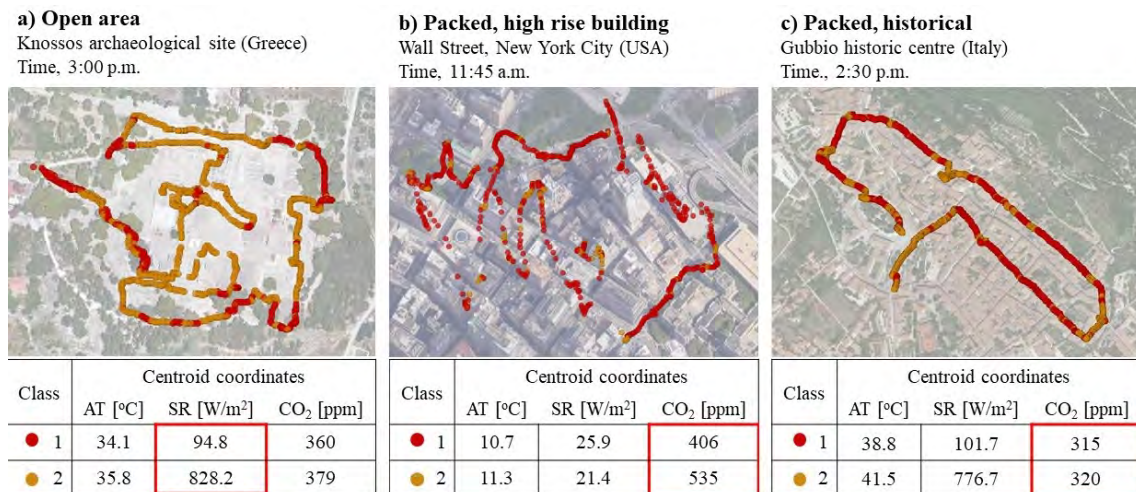 a) Open area
Knossos archaeological site (Greece)
Time, 3:00 p.m.
b) Packed, high rise building
Wall Street, New York City (USA)
Time, 11:45 a.m.
c) Packed, historical
Gubbio historic centre (Italy)
Time., 2:30 p.m.
Class Centroid coordinates
AT [ºC] SR [W/m²] CO₂ [ppm]
1 34.1 94.8 360
2 35.8 828.2 379
Class Centroid coordinates
AT [ºC] SR [W/m²] CO₂ [ppm]
1 10.7 25.9 406
2 11.3 21.4 535
Class Centroid coordinates
AT [ºC] SR [W/m²] CO₂ [ppm]
1 38.8 101.7 315
2 41.5 776.7 320